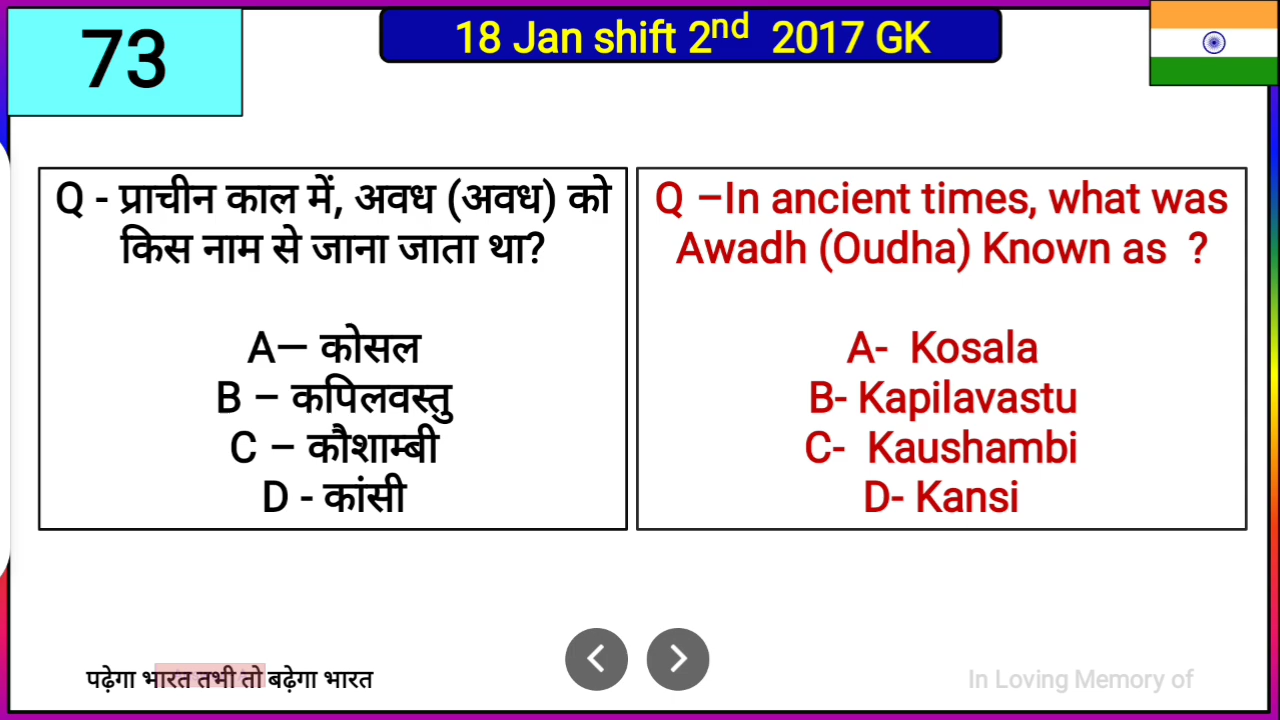 73
18 Jan shift 2nd 2017 GK
Q - प्राचीन काल में, अवध (अवध) को
किस नाम से जाना जाता था?
A— कोसल
B – कपिलवस्तु
C – कौशाम्बी
D - कांसी
Q –In ancient times, what was
Awadh (Oudha) Known as ?
A- Kosala
B- Kapilavastu
C- Kaushambi
D- Kansi
पढ़ेगा भारत तभी तो बढ़ेगा भारत
In Loving Memory of